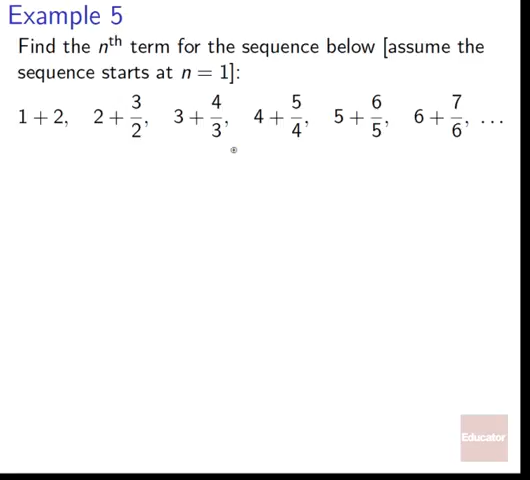 Example 5
Find the nᵗʰ term for the sequence below [assume the
sequence starts at n = 1]:
1 + 2, 2 + 3/2, 3 + 4/3, 4 + 5/4, 5 + 6/5, 6 + 7/6, ...
Educator